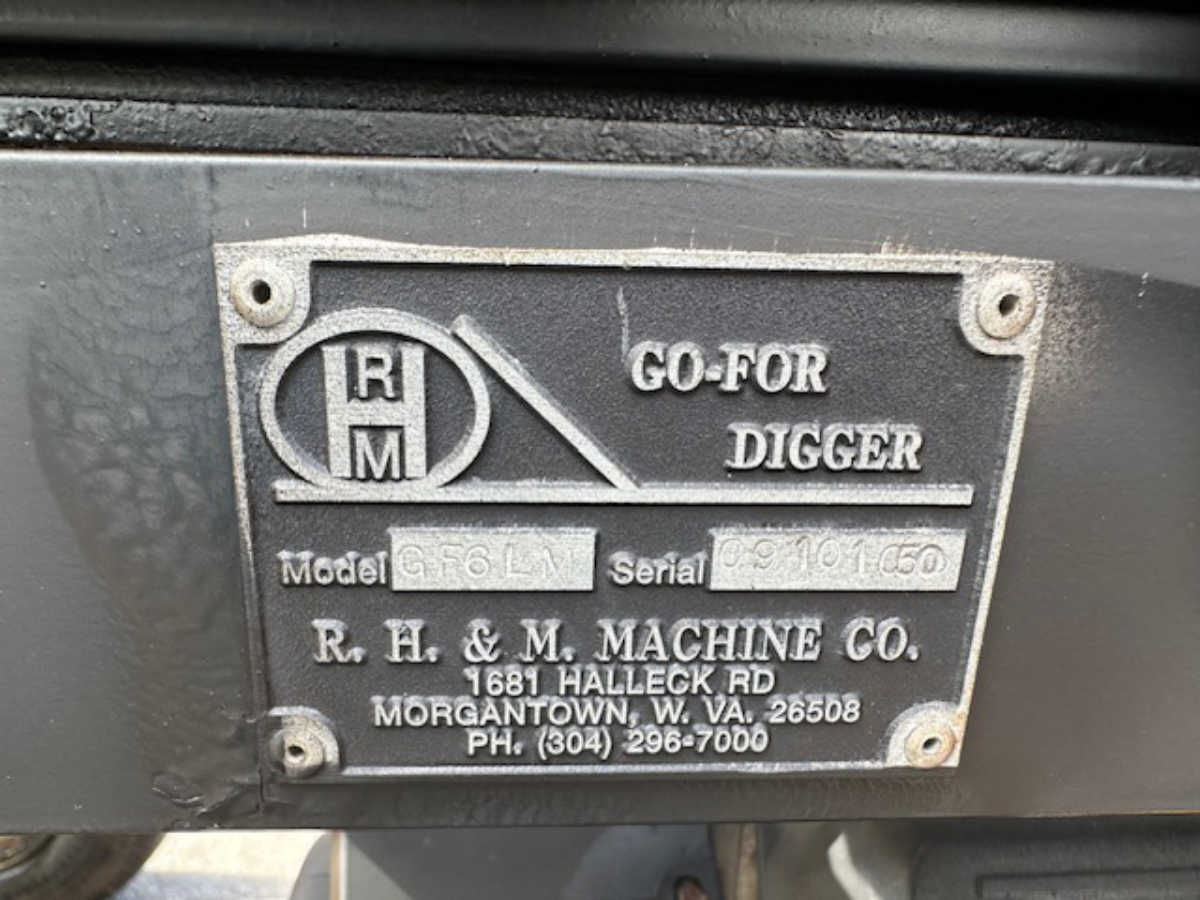 R
H
M
GO-FOR
DIGGER
Model GF6LM Serial 09101050
R. H. & M. MACHINE CO.
1681 HALLECK RD
MORGANTOWN, W. VA. 26508
PH. (304) 296-7000